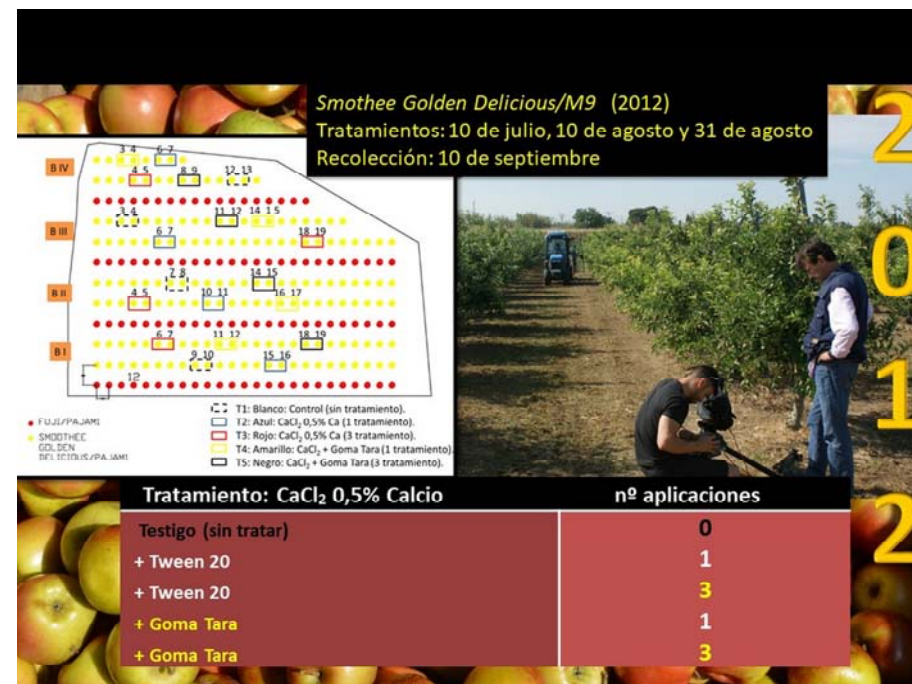 Smothee Golden Delicious/M9 (2012)
Tratamientos: 10 de julio, 10 de agosto y 31 de agosto
Recolección: 10 de septiembre
2
0
1
2
B IV
3 4
6 7
4 5
8 9
12 13
B III
3 4
11 12
14 1 5
6 7
18 19
B II
7 8
14 15
4 5
10 11
16 17
B I
6 7
11 12
18 19
9 10
15 16
12
FUJI/PAJAMI
SMOOTHEE
GOLDEN
DELICIOUS/PAJAMI
T1: Blanco: Control (sin tratamiento).
T2: Azul: CaCl₂ 0,5% Ca (1 tratamiento).
T3: Rojo: CaCl₂ 0,5% Ca (3 tratamiento).
T4: Amarillo: CaCl₂ + Goma Tara (1 tratamiento).
T5: Negro: CaCl₂ + Goma Tara (3 tratamiento).
Tratamiento: CaCl₂ 0,5% Calcio nº aplicaciones
Testigo (sin tratar) 0
+ Tween 20 1
+ Tween 20 3
+ Goma Tara 1
+ Goma Tara 3